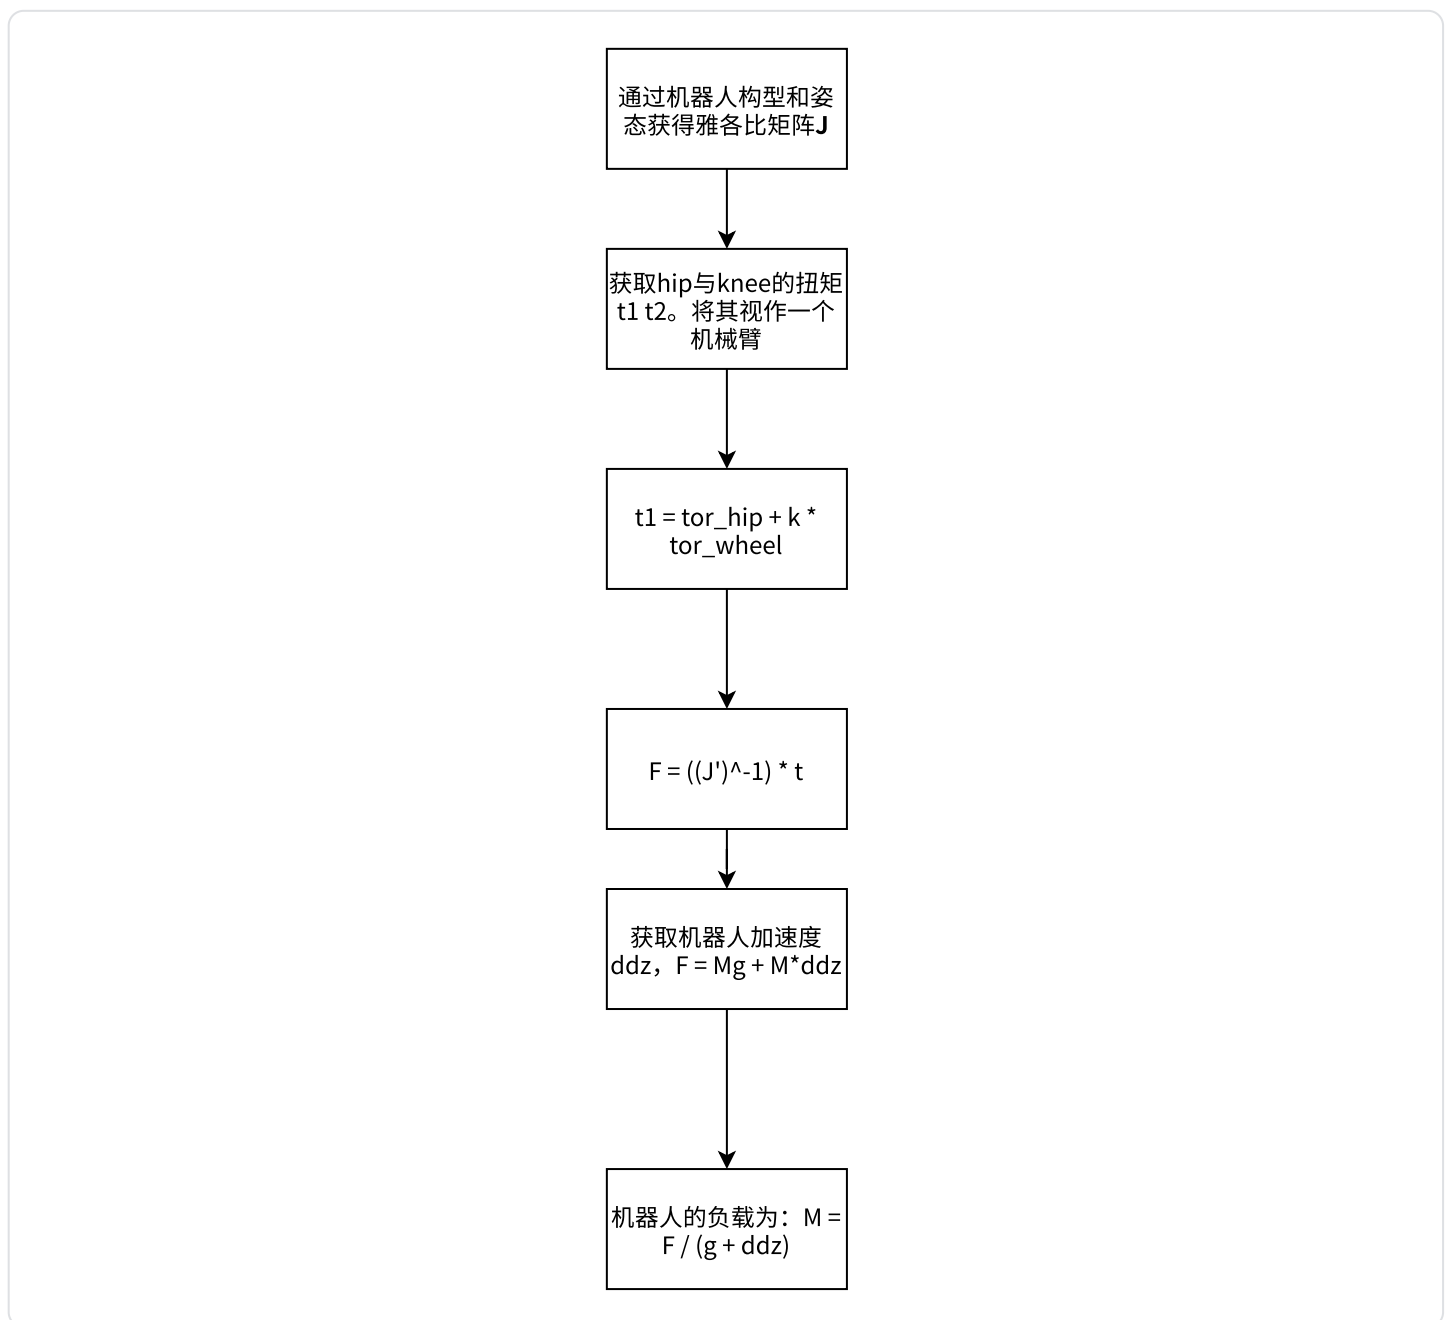 通过机器人构型和姿
态获得雅各比矩阵J
获取hip与knee的扭矩
t1 t2。将其视作一个
机械臂
t1 = tor_hip + k *
tor_wheel
F = ((J')^-1) * t
获取机器人加速度
ddz，F = Mg + M*ddz
机器人的负载为：M =
F / (g + ddz)